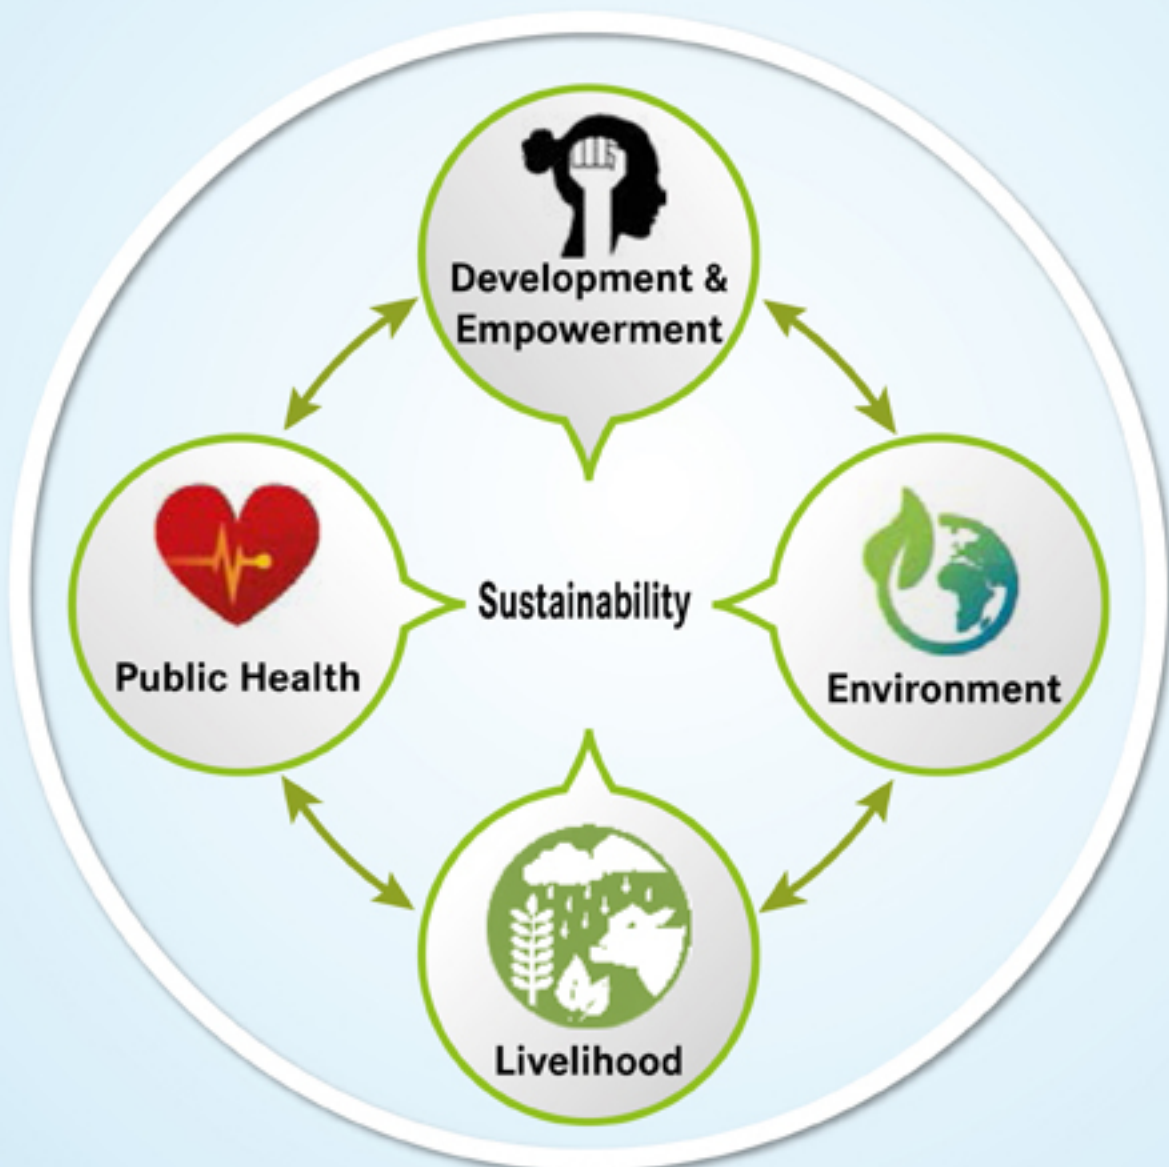 Development &
Empowerment
Public Health
Sustainability
Environment
Livelihood